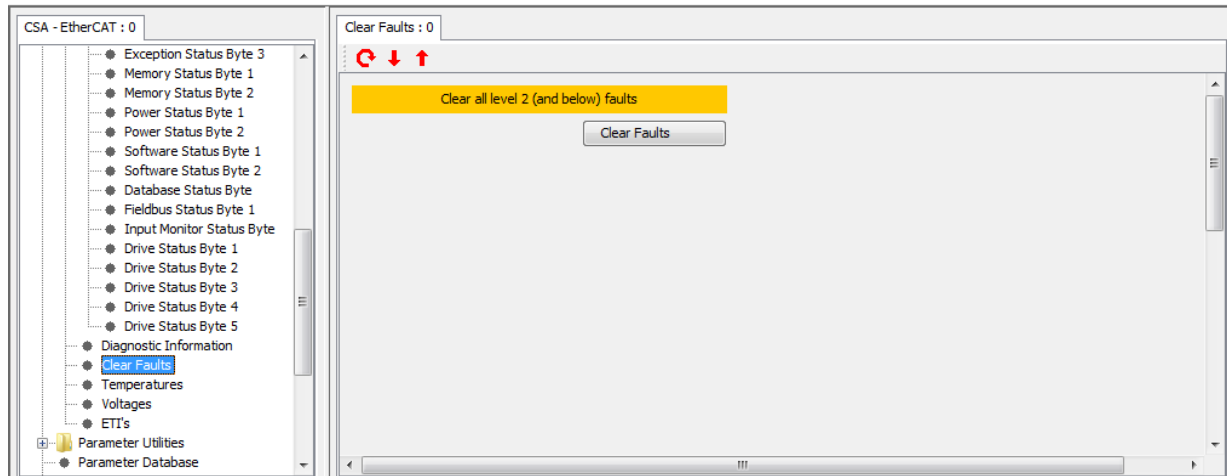 CSA - EtherCAT : 0
Exception Status Byte 3
Memory Status Byte 1
Memory Status Byte 2
Power Status Byte 1
Power Status Byte 2
Software Status Byte 1
Software Status Byte 2
Database Status Byte
Fieldbus Status Byte 1
Input Monitor Status Byte
Drive Status Byte 1
Drive Status Byte 2
Drive Status Byte 3
Drive Status Byte 4
Drive Status Byte 5
Diagnostic Information
Clear Faults
Temperatures
Voltages
ETI's
Parameter Utilities
Parameter Database
Clear Faults : 0
Clear all level 2 (and below) faults
Clear Faults